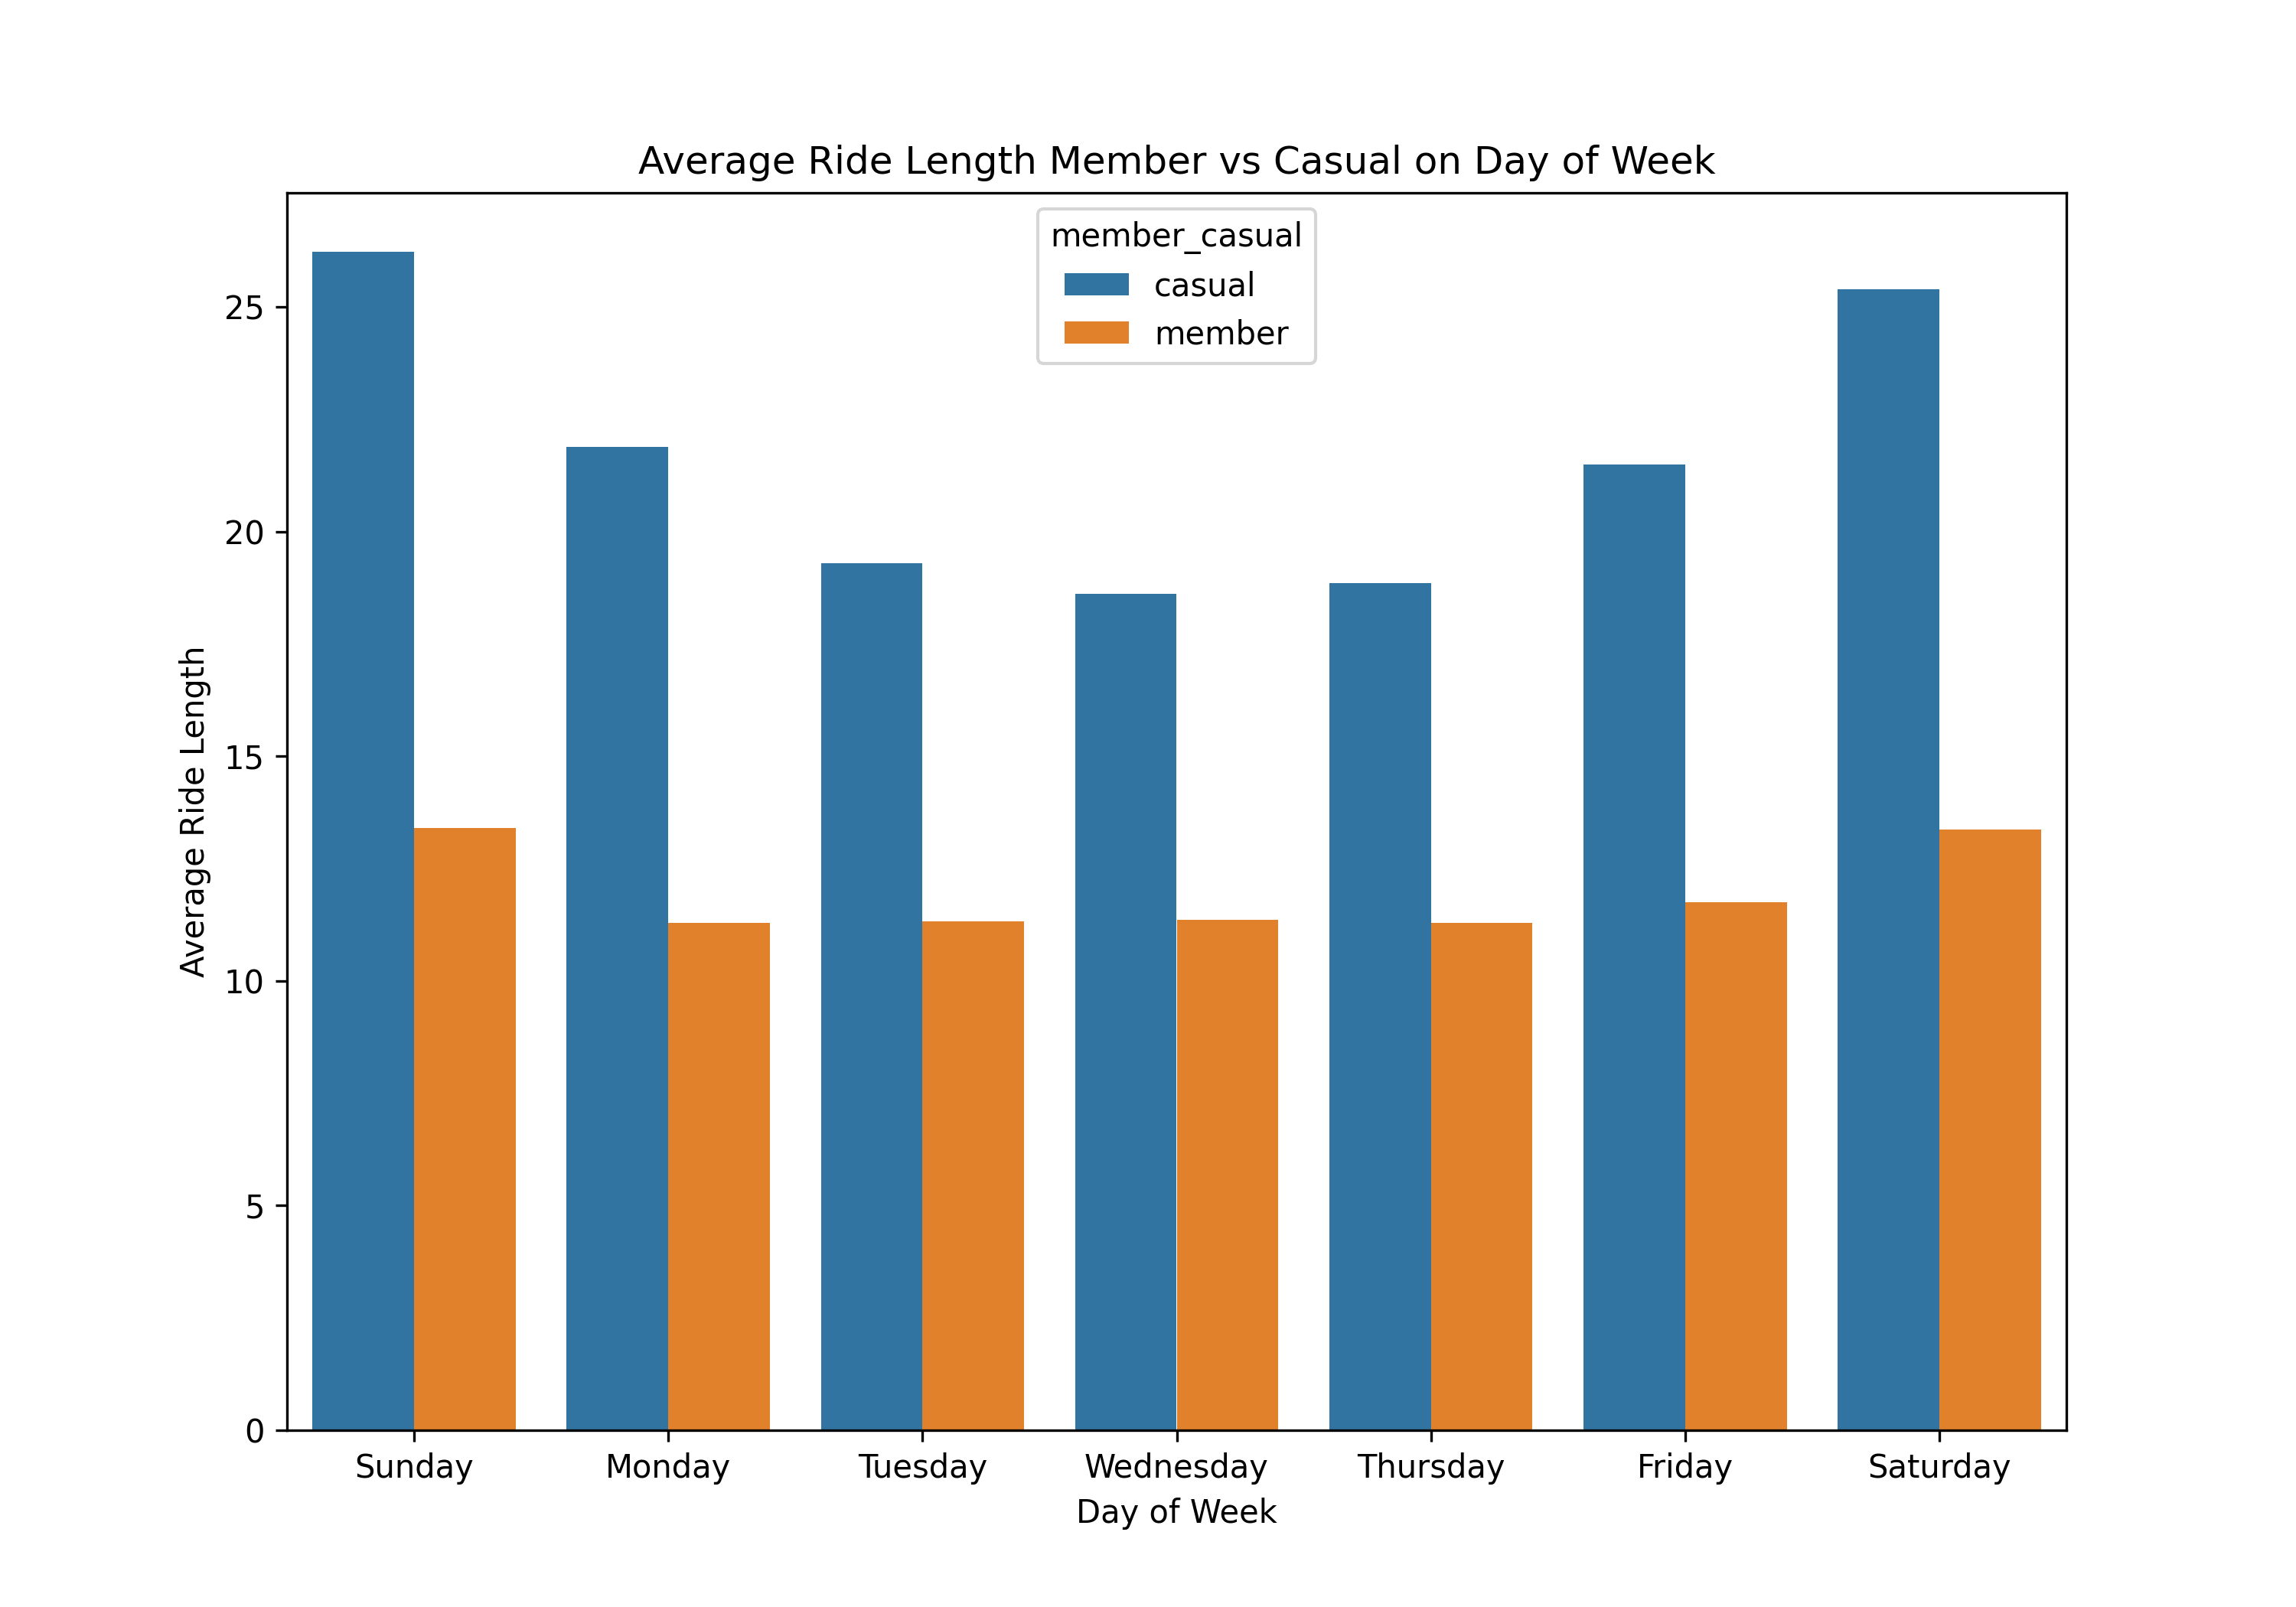 Average Ride Length Member vs Casual on Day of Week
member_casual
casual
member
25
20
15
10
5
0
Average Ride Length
Sunday Monday Tuesday Wednesday Thursday Friday Saturday
Day of Week